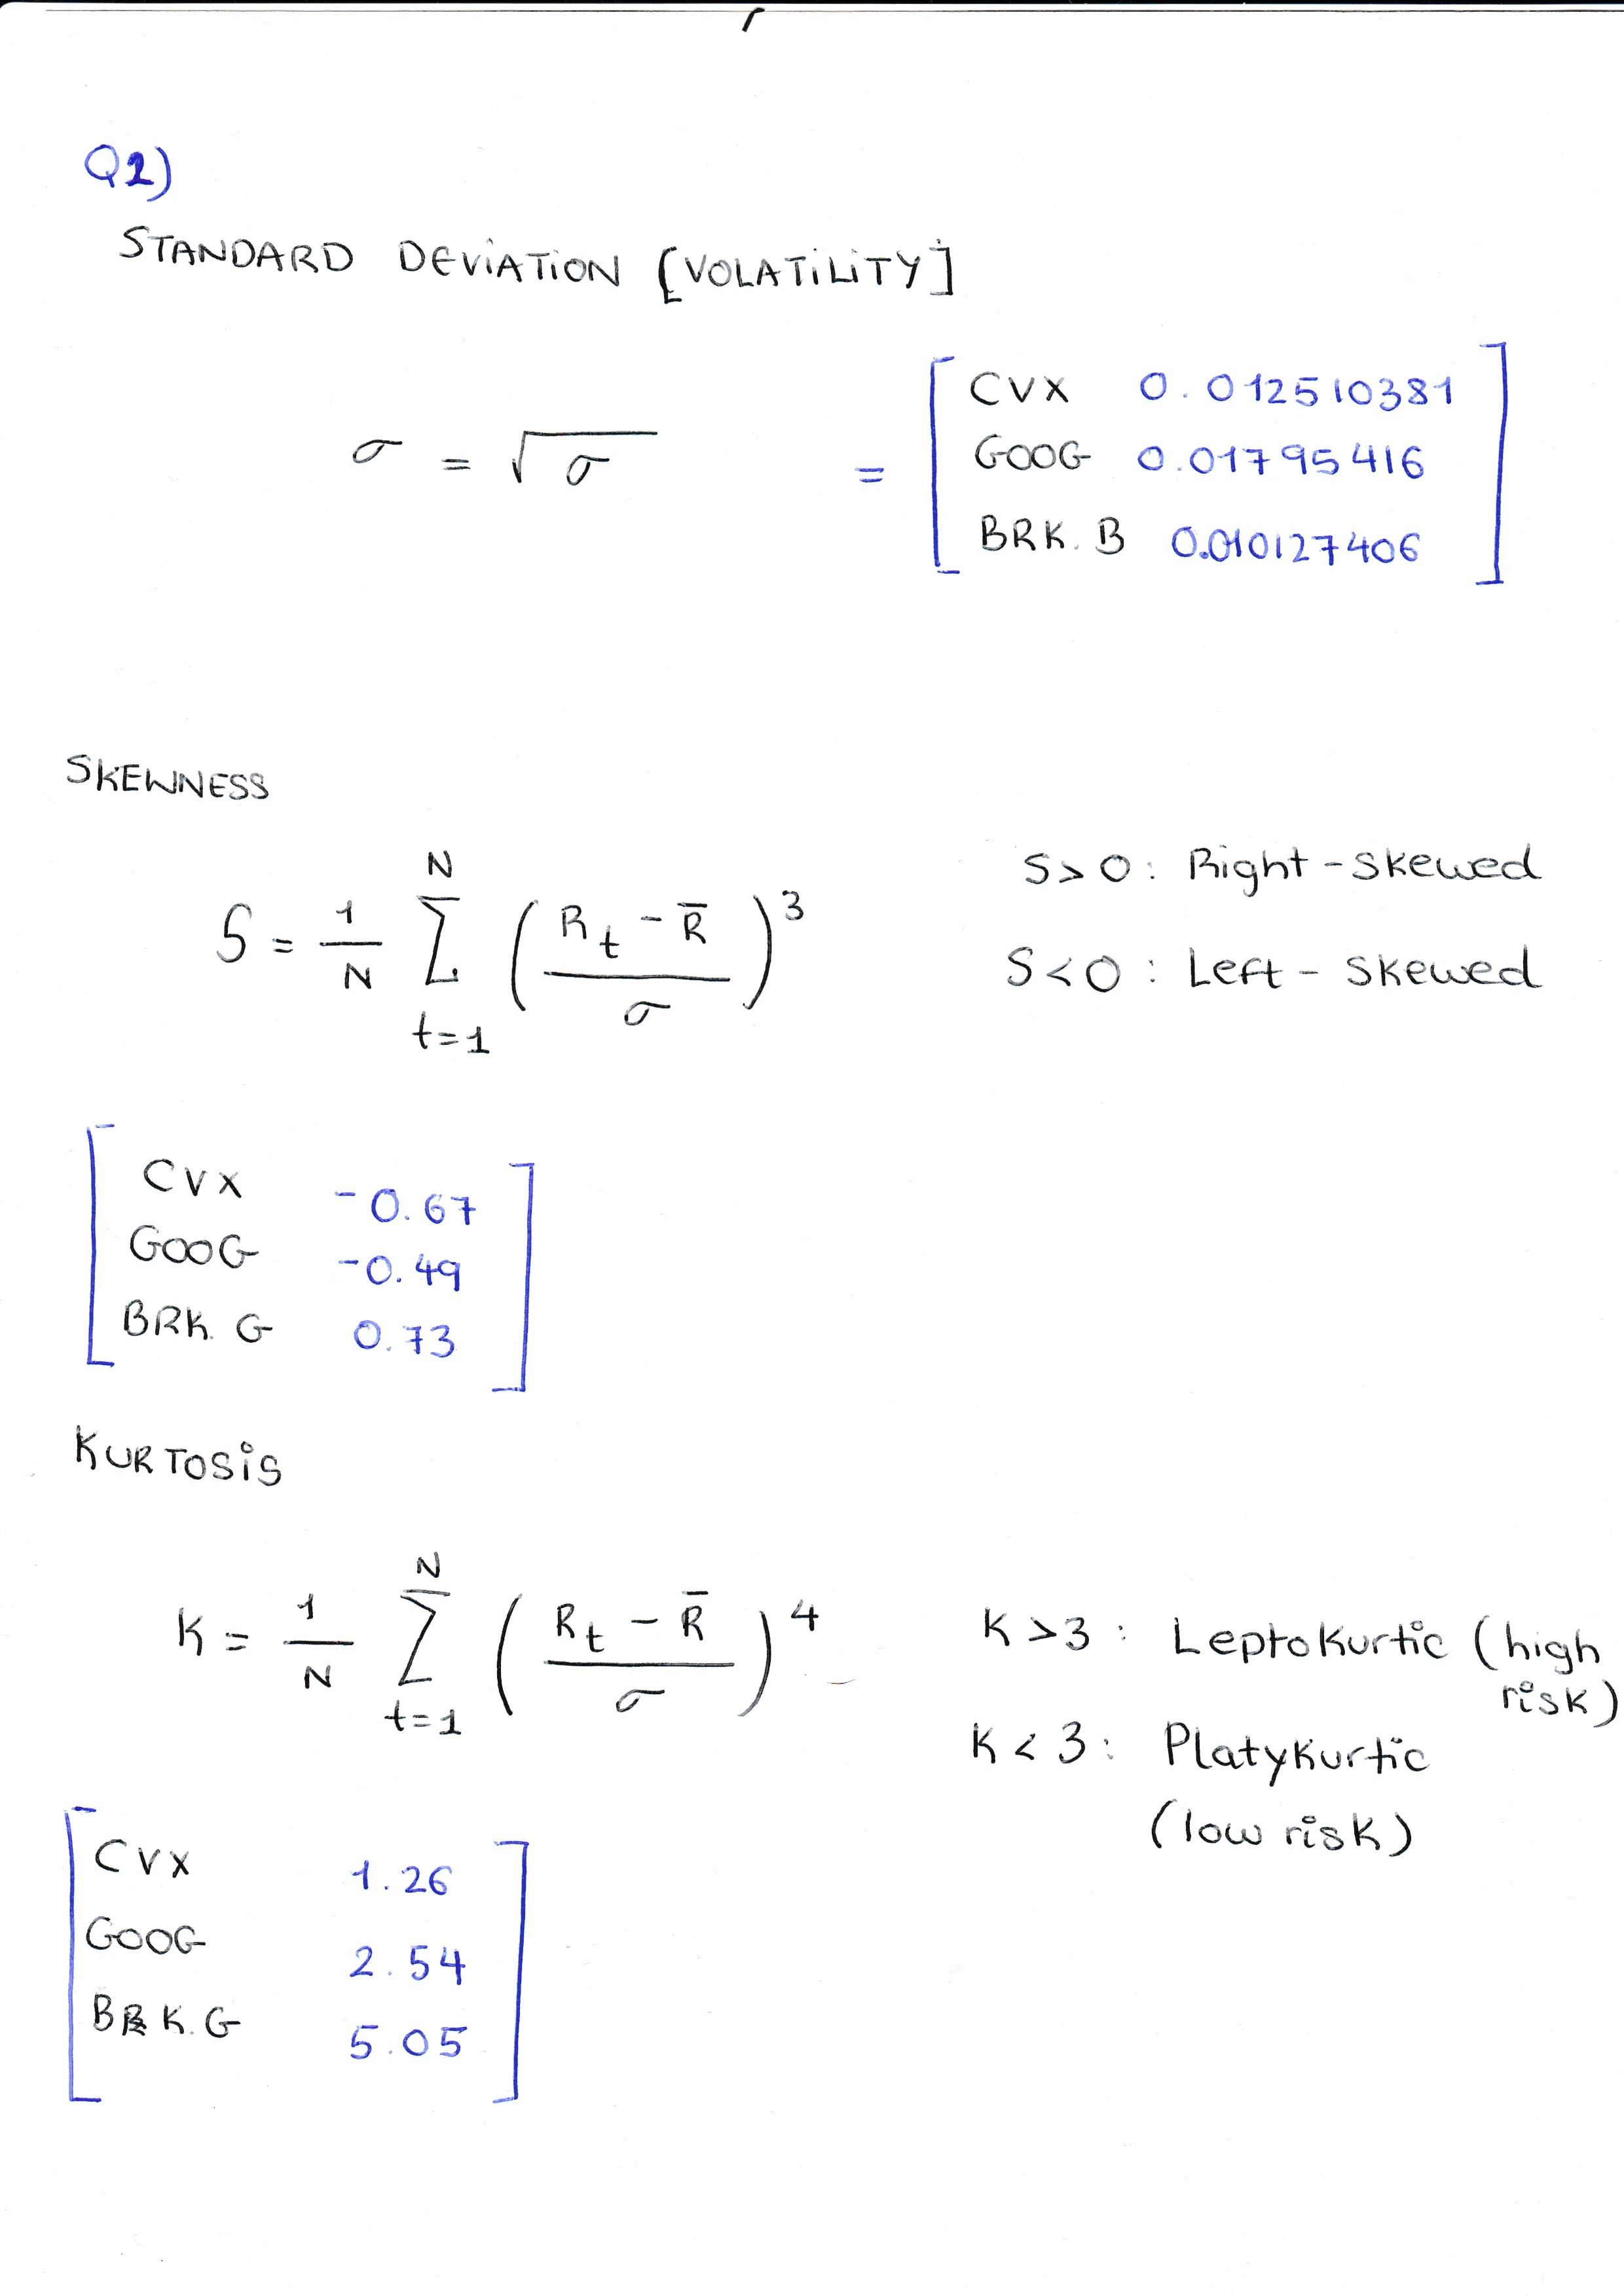 Q2)
STANDARD DEVIATION [VOLATILITY]
σ = √σ = [ CVX 0.012510381
GOOG 0.01795416
BRK.B 0.010127406 ]
SKEWNESS
S = 1/N ∑_{t=1}^{N} ( (R_t - R̄) / σ )^3
S > 0 : Right-skewed
S < 0 : Left-skewed
[ CVX -0.67
GOOG -0.49
BRK.G 0.73 ]
KURTOSIS
K = 1/N ∑_{t=1}^{N} ( (R_t - R̄) / σ )^4
K > 3 : Leptokurtic (high
risk)
K < 3 : Platykurtic
(low risk)
[ CVX 1.26
GOOG 2.54
BRK.G 5.05 ]